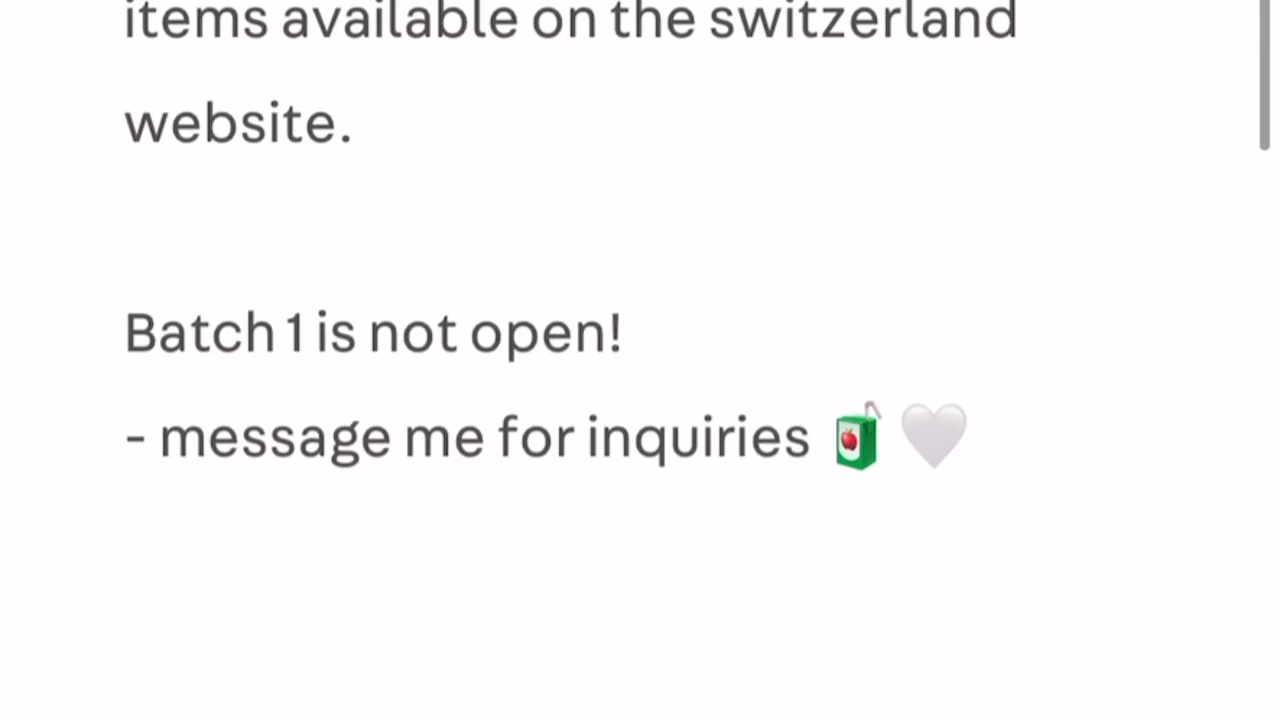 items available on the switzerland
website.
Batch 1 is not open!
- message me for inquiries 🧃🤍